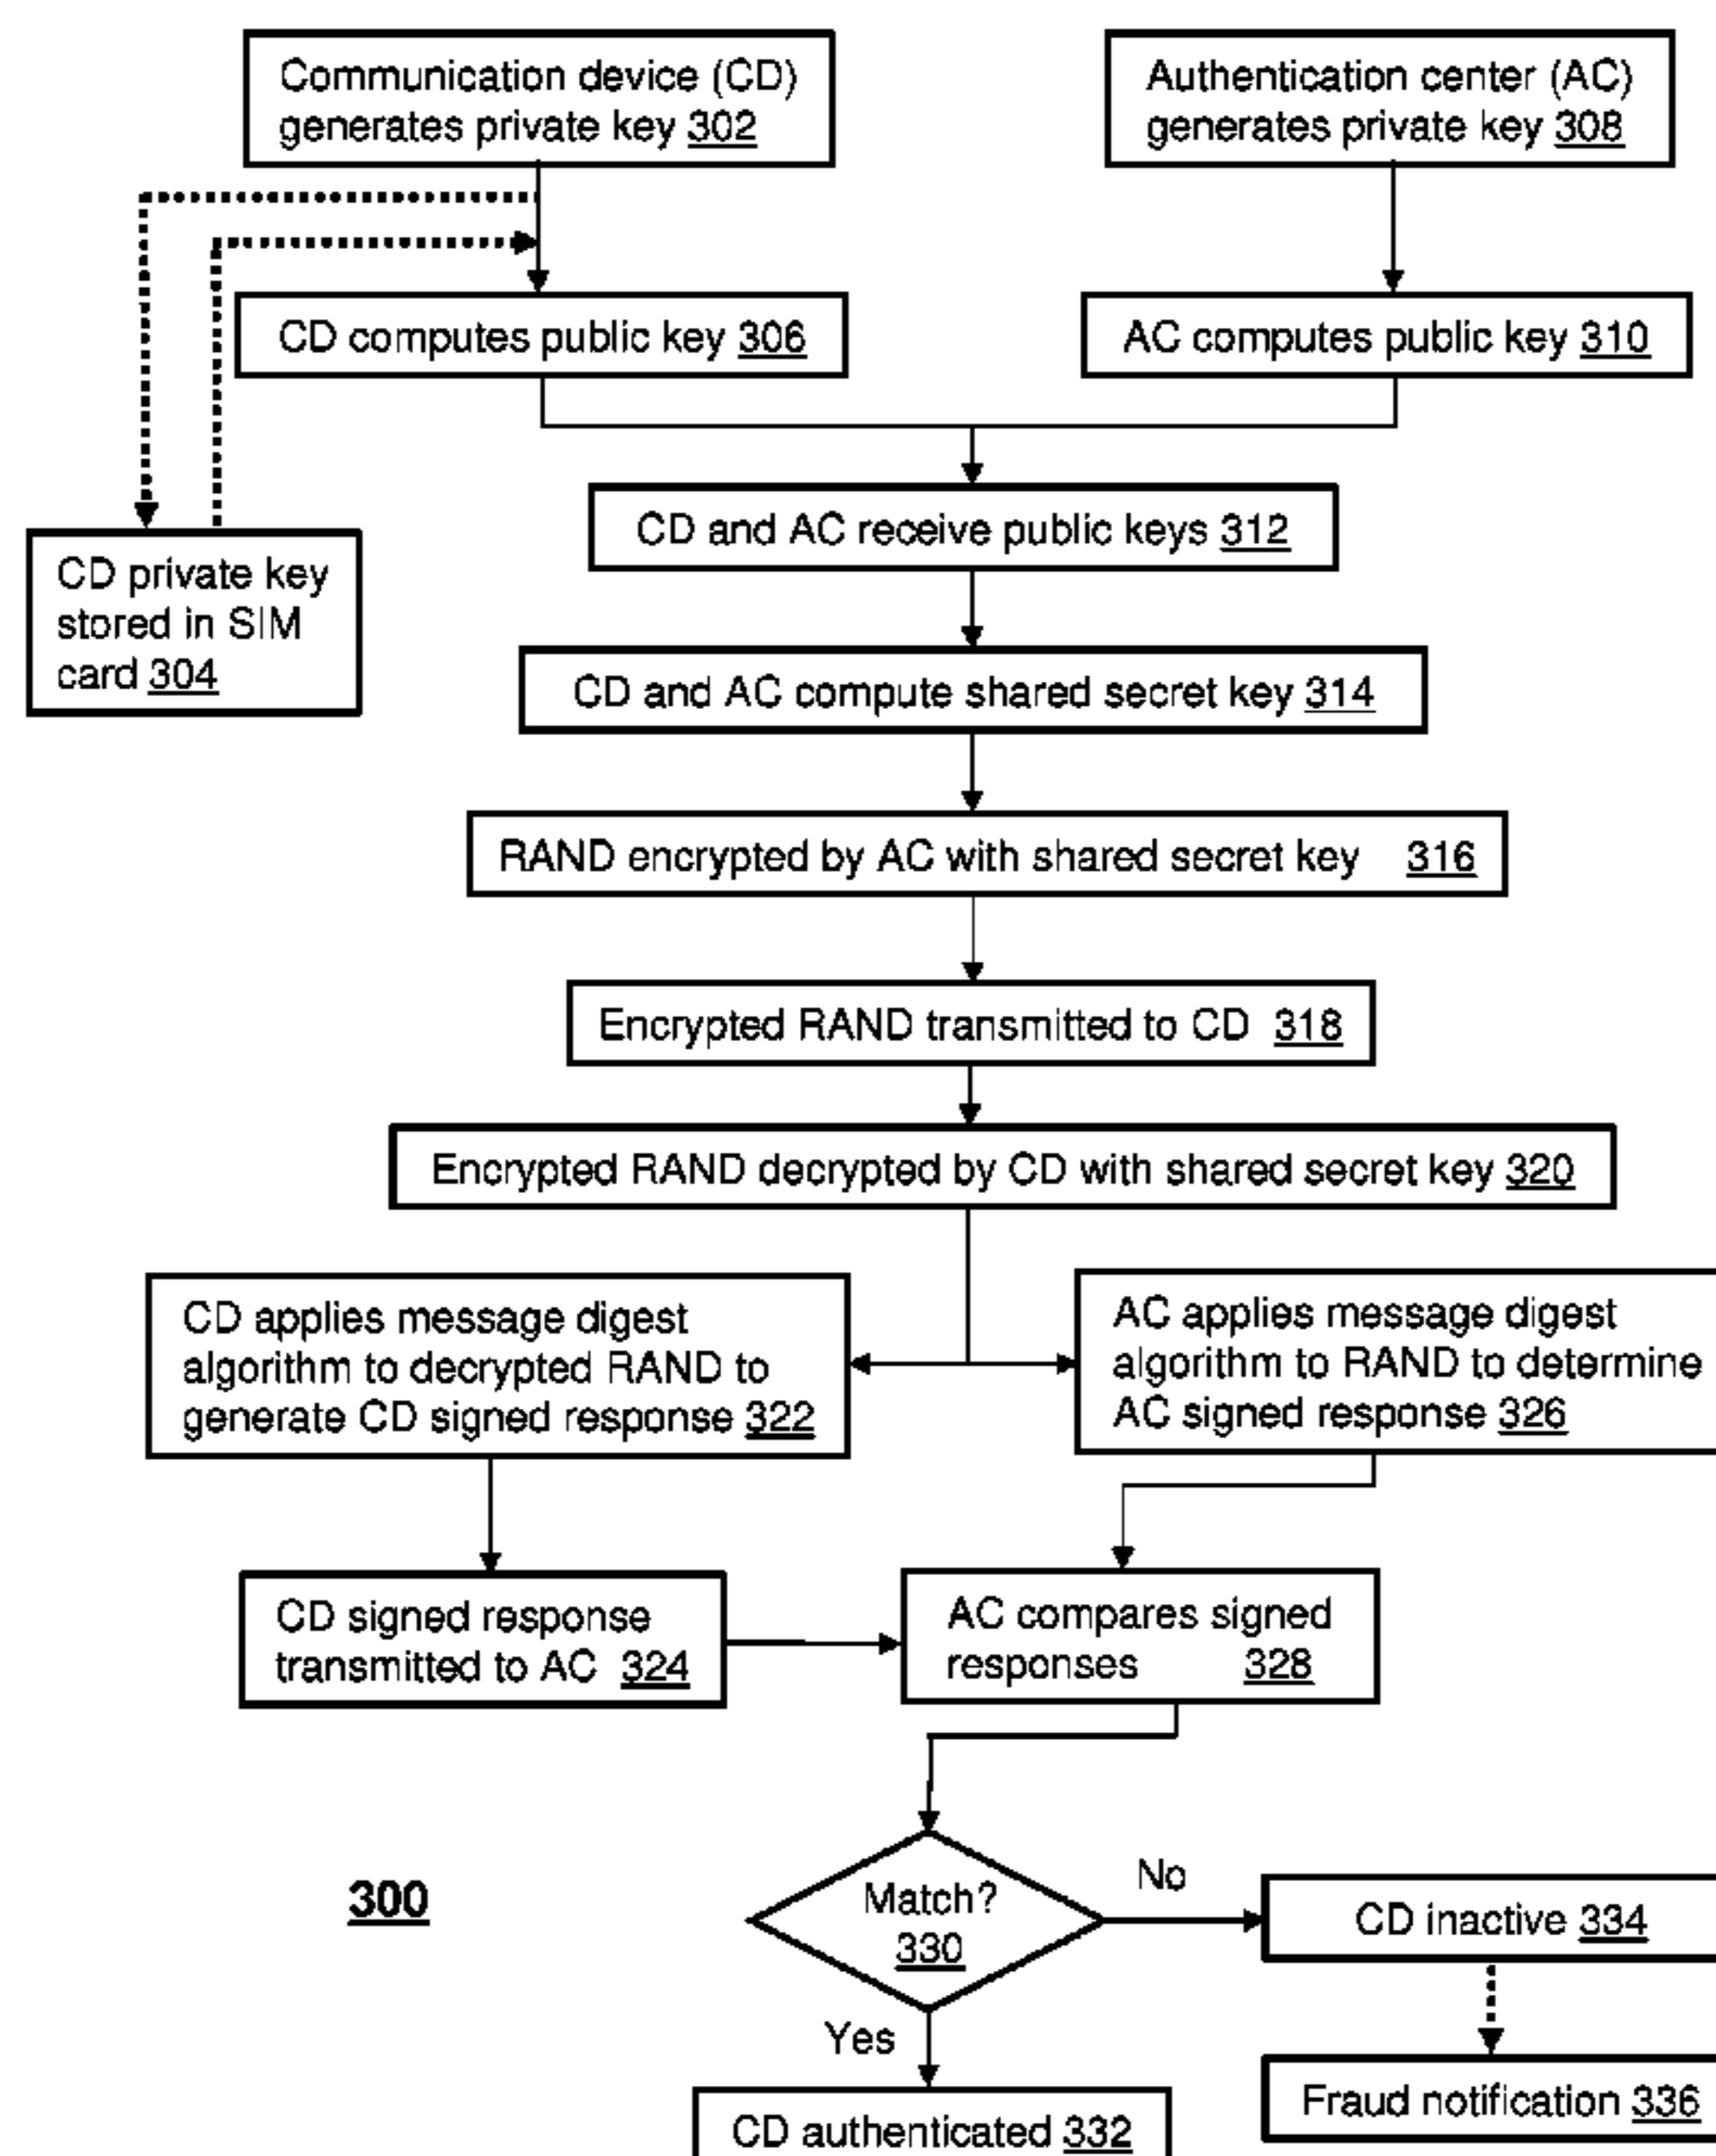 Communication device (CD)
generates private key 302
Authentication center (AC)
generates private key 308
CD computes public key 306
AC computes public key 310
CD and AC receive public keys 312
CD private key
stored in SIM
card 304
CD and AC compute shared secret key 314
RAND encrypted by AC with shared secret key 316
Encrypted RAND transmitted to CD 318
Encrypted RAND decrypted by CD with shared secret key 320
CD applies message digest
algorithm to decrypted RAND to
generate CD signed response 322
AC applies message digest
algorithm to RAND to determine
AC signed response 326
CD signed response
transmitted to AC 324
AC compares signed
responses 328
300
Match?
330
No
CD inactive 334
Yes
Fraud notification 336
CD authenticated 332